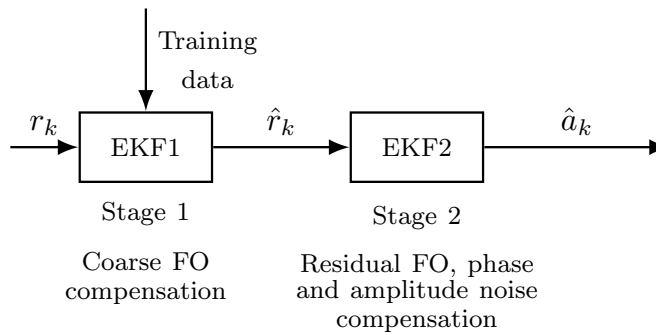 Training
data
r_k
EKF1
r̂_k
EKF2
â_k
Stage 1
Stage 2
Coarse FO
compensation
Residual FO, phase
and amplitude noise
compensation